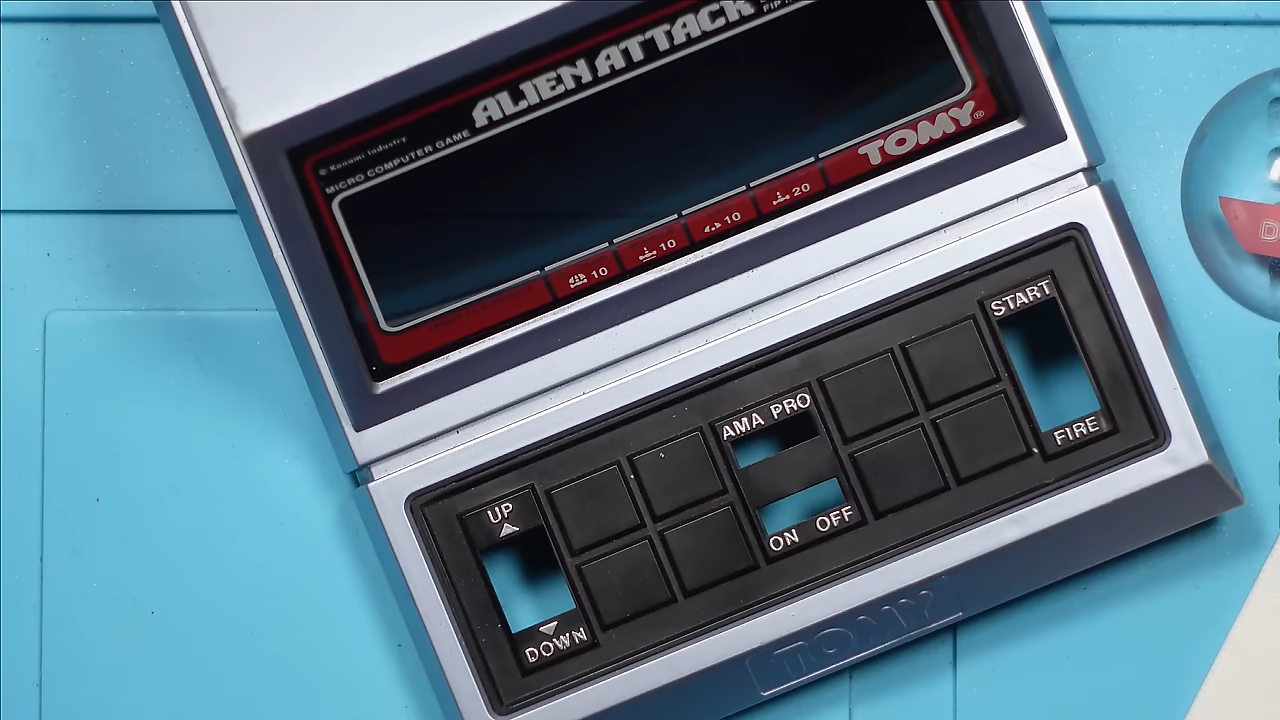 ALIEN ATTACK
© Konami Industry
MICRO COMPUTER GAME
TOMY®
10
10
10
20
START
FIRE
AMA PRO
ON OFF
UP
DOWN
TOMY